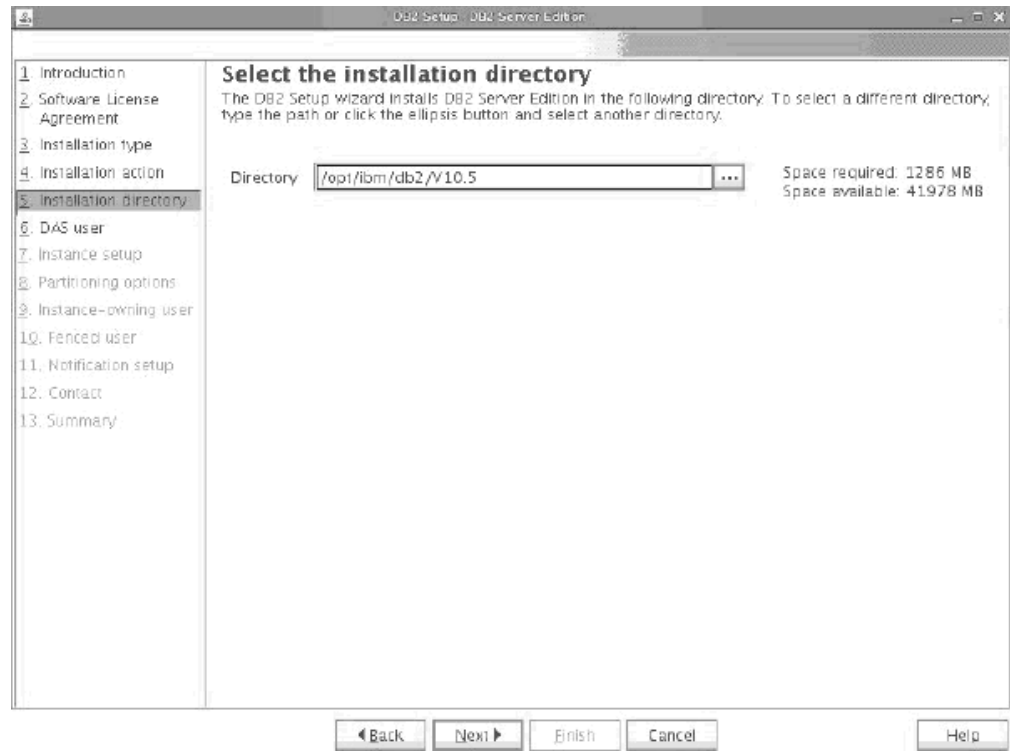 DB2 Setup - DB2 Server Edition
1. Introduction
2. Software License
Agreement
3. Installation type
4. Installation action
5. Installation directory
6. DAS user
7. Instance setup
8. Partitioning options
9. Instance-owning user
10. Fenced user
11. Notification setup
12. Contact
13. Summary
Select the installation directory
The DB2 Setup wizard installs DB2 Server Edition in the following directory. To select a different directory,
type the path or click the ellipsis button and select another directory.
Directory /opt/ibm/db2/V10.5 ... Space required: 1286 MB
Space available: 41978 MB
Back Next Finish Cancel Help